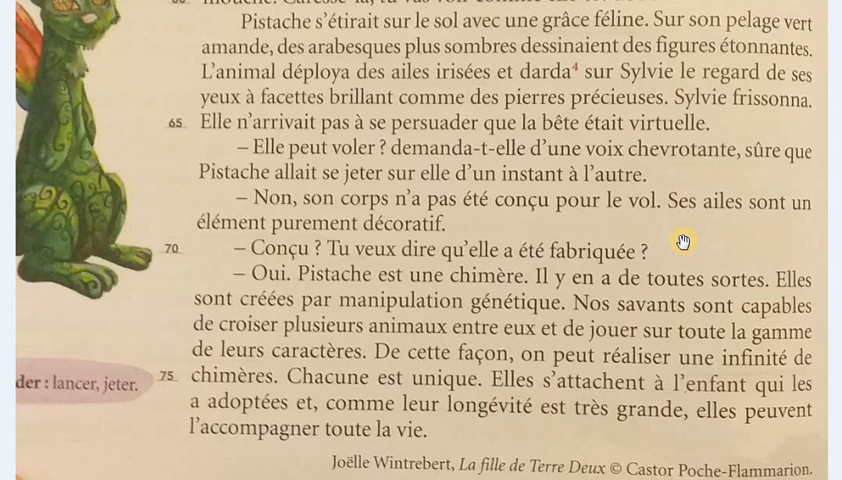 60
Pistache s'étirait sur le sol avec une grâce féline. Sur son pelage vert
amande, des arabesques plus sombres dessinaient des figures étonnantes.
L'animal déploya des ailes irisées et darda⁴ sur Sylvie le regard de ses
yeux à facettes brillant comme des pierres précieuses. Sylvie frissonna.
65 Elle n'arrivait pas à se persuader que la bête était virtuelle.
– Elle peut voler ? demanda-t-elle d'une voix chevrotante, sûre que
Pistache allait se jeter sur elle d'un instant à l'autre.
– Non, son corps n'a pas été conçu pour le vol. Ses ailes sont un
élément purement décoratif.
70 – Conçu ? Tu veux dire qu'elle a été fabriquée ?
– Oui. Pistache est une chimère. Il y en a de toutes sortes. Elles
sont créées par manipulation génétique. Nos savants sont capables
de croiser plusieurs animaux entre eux et de jouer sur toute la gamme
de leurs caractères. De cette façon, on peut réaliser une infinité de
75 chimères. Chacune est unique. Elles s'attachent à l'enfant qui les
a adoptées et, comme leur longévité est très grande, elles peuvent
l'accompagner toute la vie.
Joëlle Wintrebert, La fille de Terre Deux © Castor Poche-Flammarion.
der : lancer, jeter.